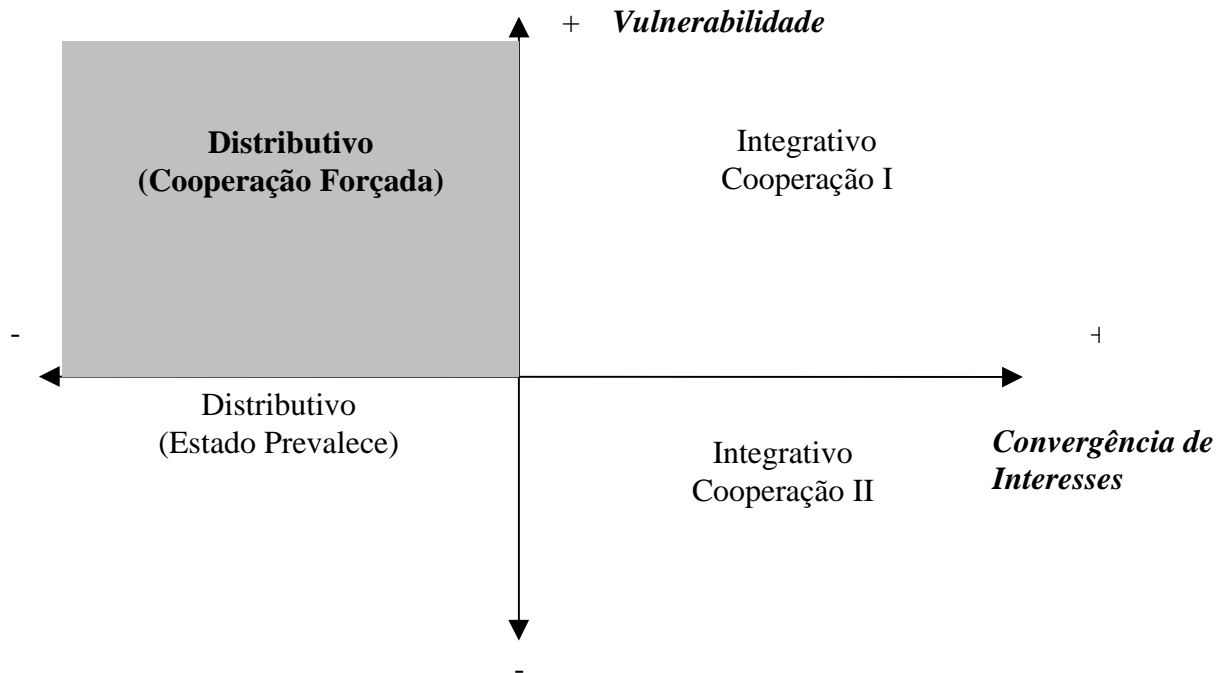 + Vulnerabilidade
Distributivo
(Cooperação Forçada)
Integrativo
Cooperação I
-
+
Distributivo
(Estado Prevalece)
Integrativo
Cooperação II
Convergência de
Interesses
-